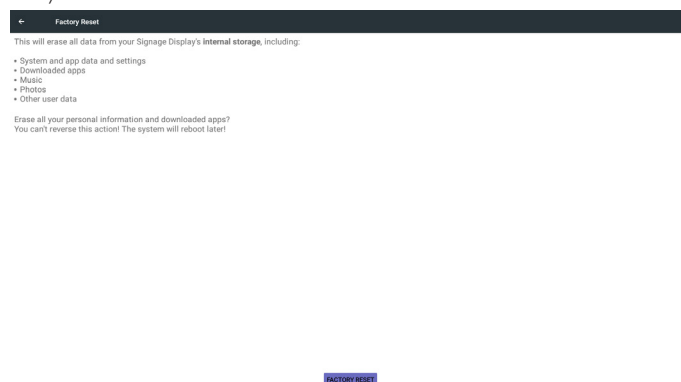 Factory Reset
This will erase all data from your Signage Display's internal storage, including:
• System and app data and settings
• Downloaded apps
• Music
• Photos
• Other user data
Erase all your personal information and downloaded apps?
You can't reverse this action! The system will reboot later!
FACTORY RESET